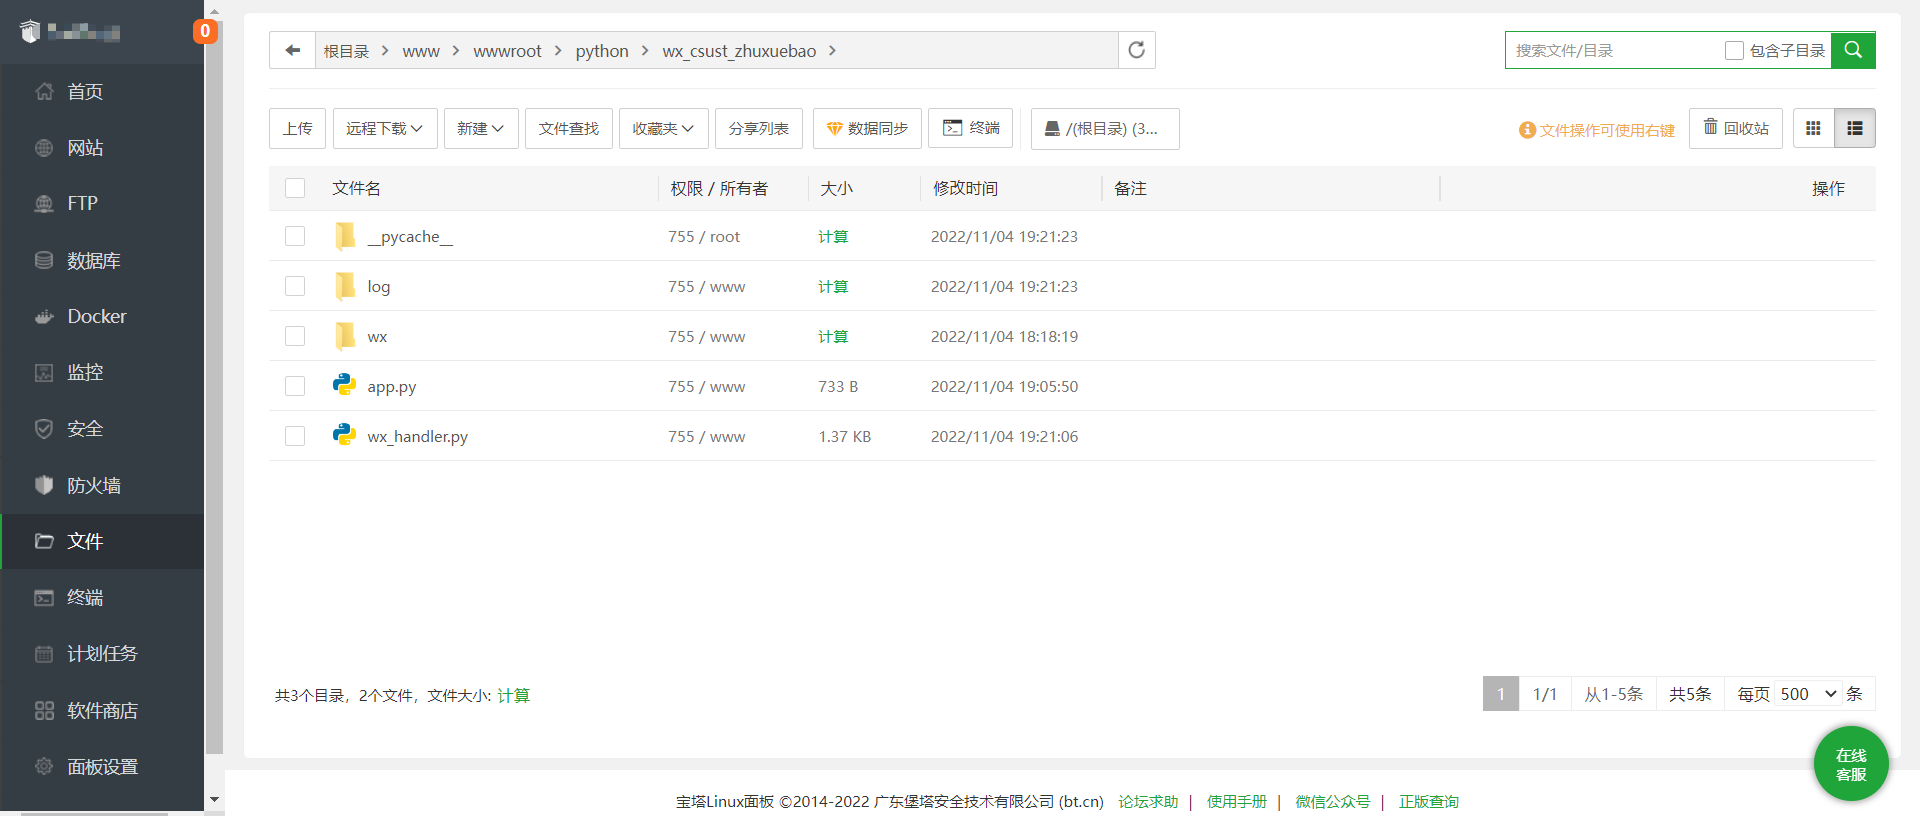 0
首页
网站
FTP
数据库
Docker
监控
安全
防火墙
文件
终端
计划任务
软件商店
面板设置
根目录 > www > wwwroot > python > wx_csust_zhuxuebao >
搜索文件/目录 包含子目录
上传 远程下载 新建 文件查找 收藏夹 分享列表 数据同步 终端 /(根目录) (3... 文件操作可使用右键 回收站
文件名 权限 / 所有者 大小 修改时间 备注 操作
__pycache__ 755 / root 计算 2022/11/04 19:21:23
log 755 / www 计算 2022/11/04 19:21:23
wx 755 / www 计算 2022/11/04 18:18:19
app.py 755 / www 733 B 2022/11/04 19:05:50
wx_handler.py 755 / www 1.37 KB 2022/11/04 19:21:06
共3个目录，2个文件，文件大小: 计算
1 1/1 从1-5条 共5条 每页 500 条
在线
客服
宝塔Linux面板 ©2014-2022 广东堡塔安全技术有限公司 (bt.cn) 论坛求助 | 使用手册 | 微信公众号 | 正版查询